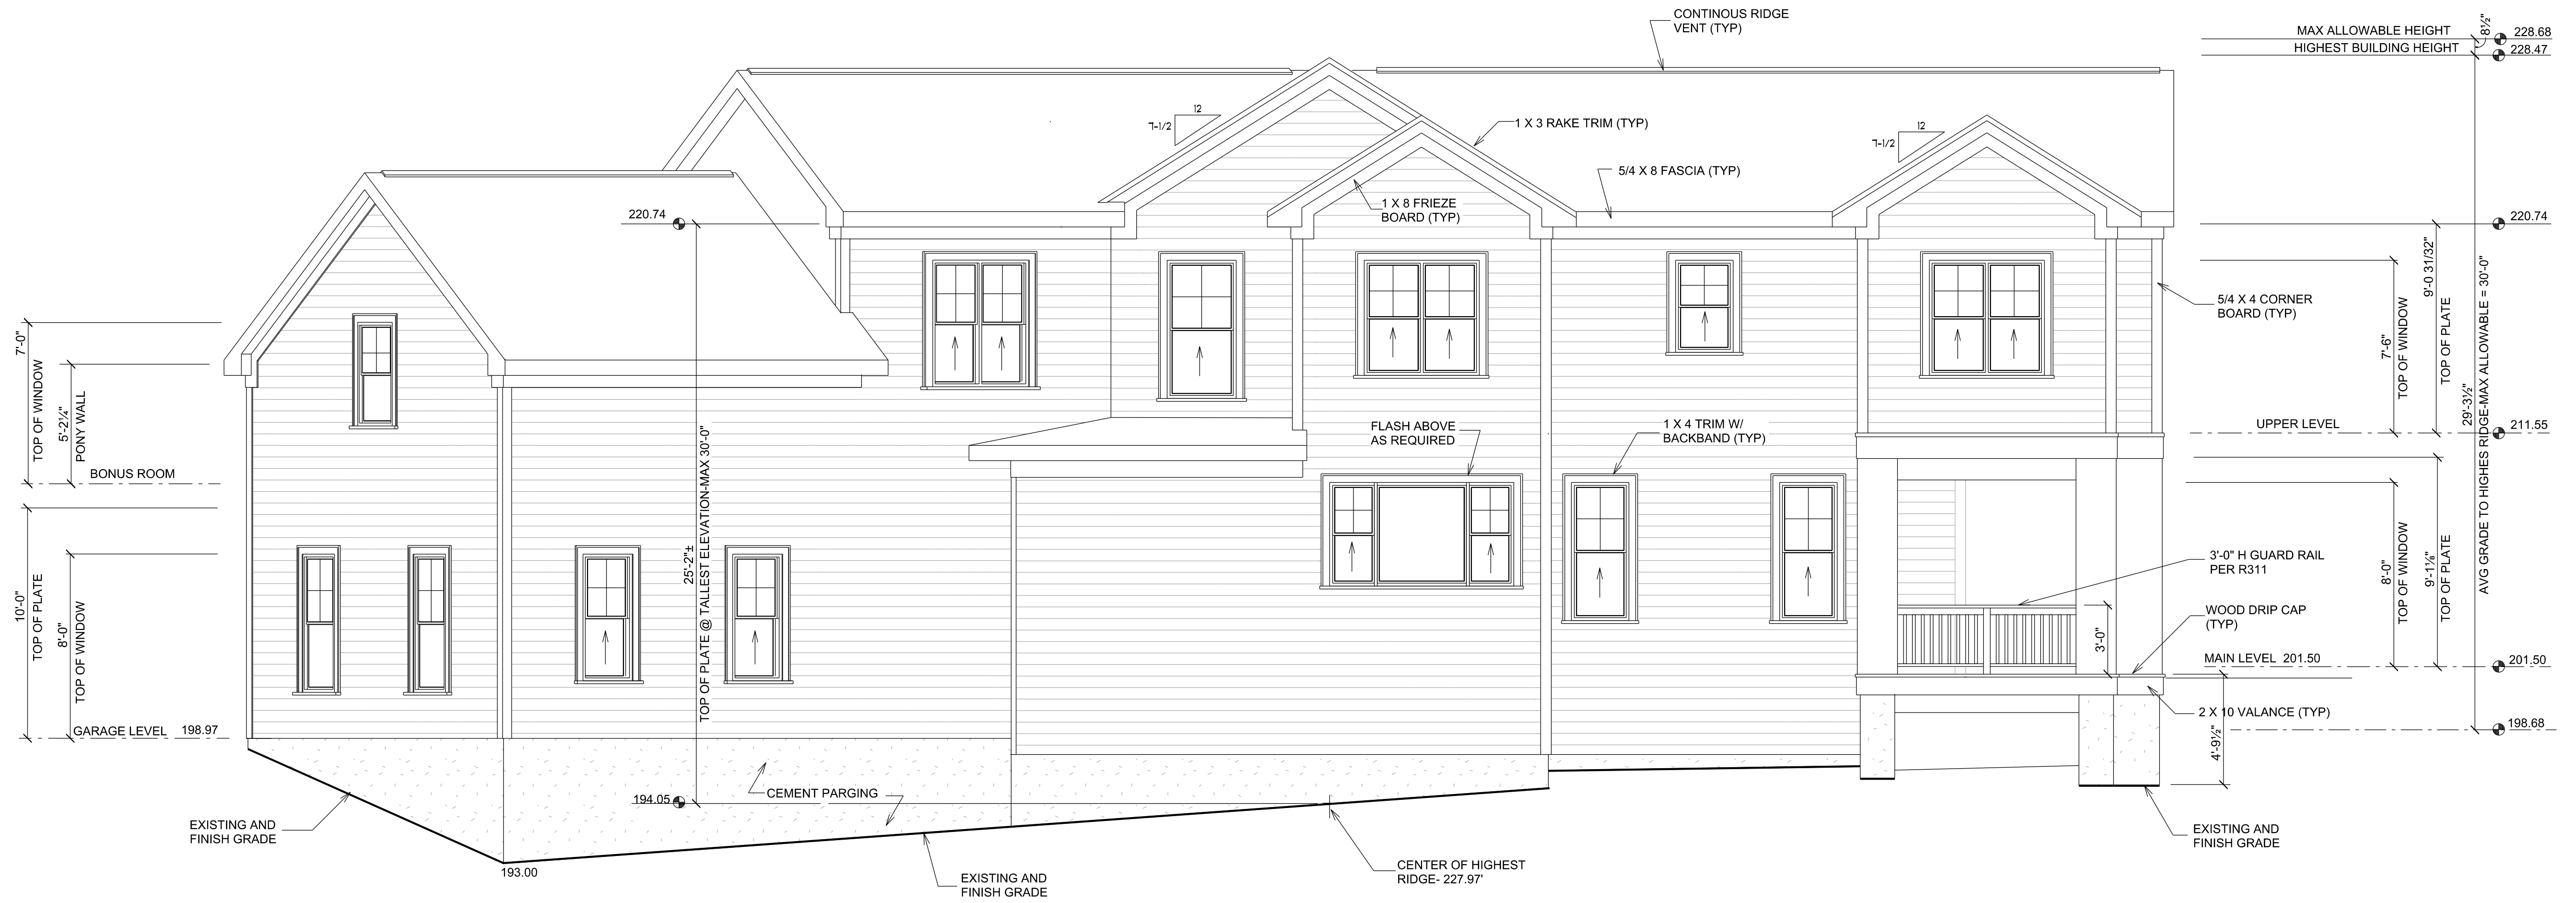 CONTINOUS RIDGE
VENT (TYP)
MAX ALLOWABLE HEIGHT
8½"
228.68
HIGHEST BUILDING HEIGHT
228.47
12
7-1/2
1 X 3 RAKE TRIM (TYP)
12
7-1/2
5/4 X 8 FASCIA (TYP)
1 X 8 FRIEZE
BOARD (TYP)
220.74
220.74
9'-0 31/32"
TOP OF PLATE
7'-6"
TOP OF WINDOW
5/4 X 4 CORNER
BOARD (TYP)
7'-0"
TOP OF WINDOW
5'-2¼"
PONY WALL
BONUS ROOM
FLASH ABOVE
AS REQUIRED
1 X 4 TRIM W/
BACKBAND (TYP)
UPPER LEVEL
211.55
29'-3½"
AVG GRADE TO HIGHES RIDGE-MAX ALLOWABLE = 30'-0"
25'-2"±
TOP OF PLATE @ TALLEST ELEVATION-MAX 30'-0"
10'-0"
TOP OF PLATE
8'-0"
TOP OF WINDOW
8'-0"
TOP OF WINDOW
9'-1⅛"
TOP OF PLATE
3'-0" H GUARD RAIL
PER R311
WOOD DRIP CAP
(TYP)
3'-0"
MAIN LEVEL 201.50
201.50
2 X 10 VALANCE (TYP)
4'-9½"
198.68
GARAGE LEVEL 198.97
CEMENT PARGING
194.05
EXISTING AND
FINISH GRADE
EXISTING AND
FINISH GRADE
CENTER OF HIGHEST
RIDGE- 227.97'
193.00
EXISTING AND
FINISH GRADE